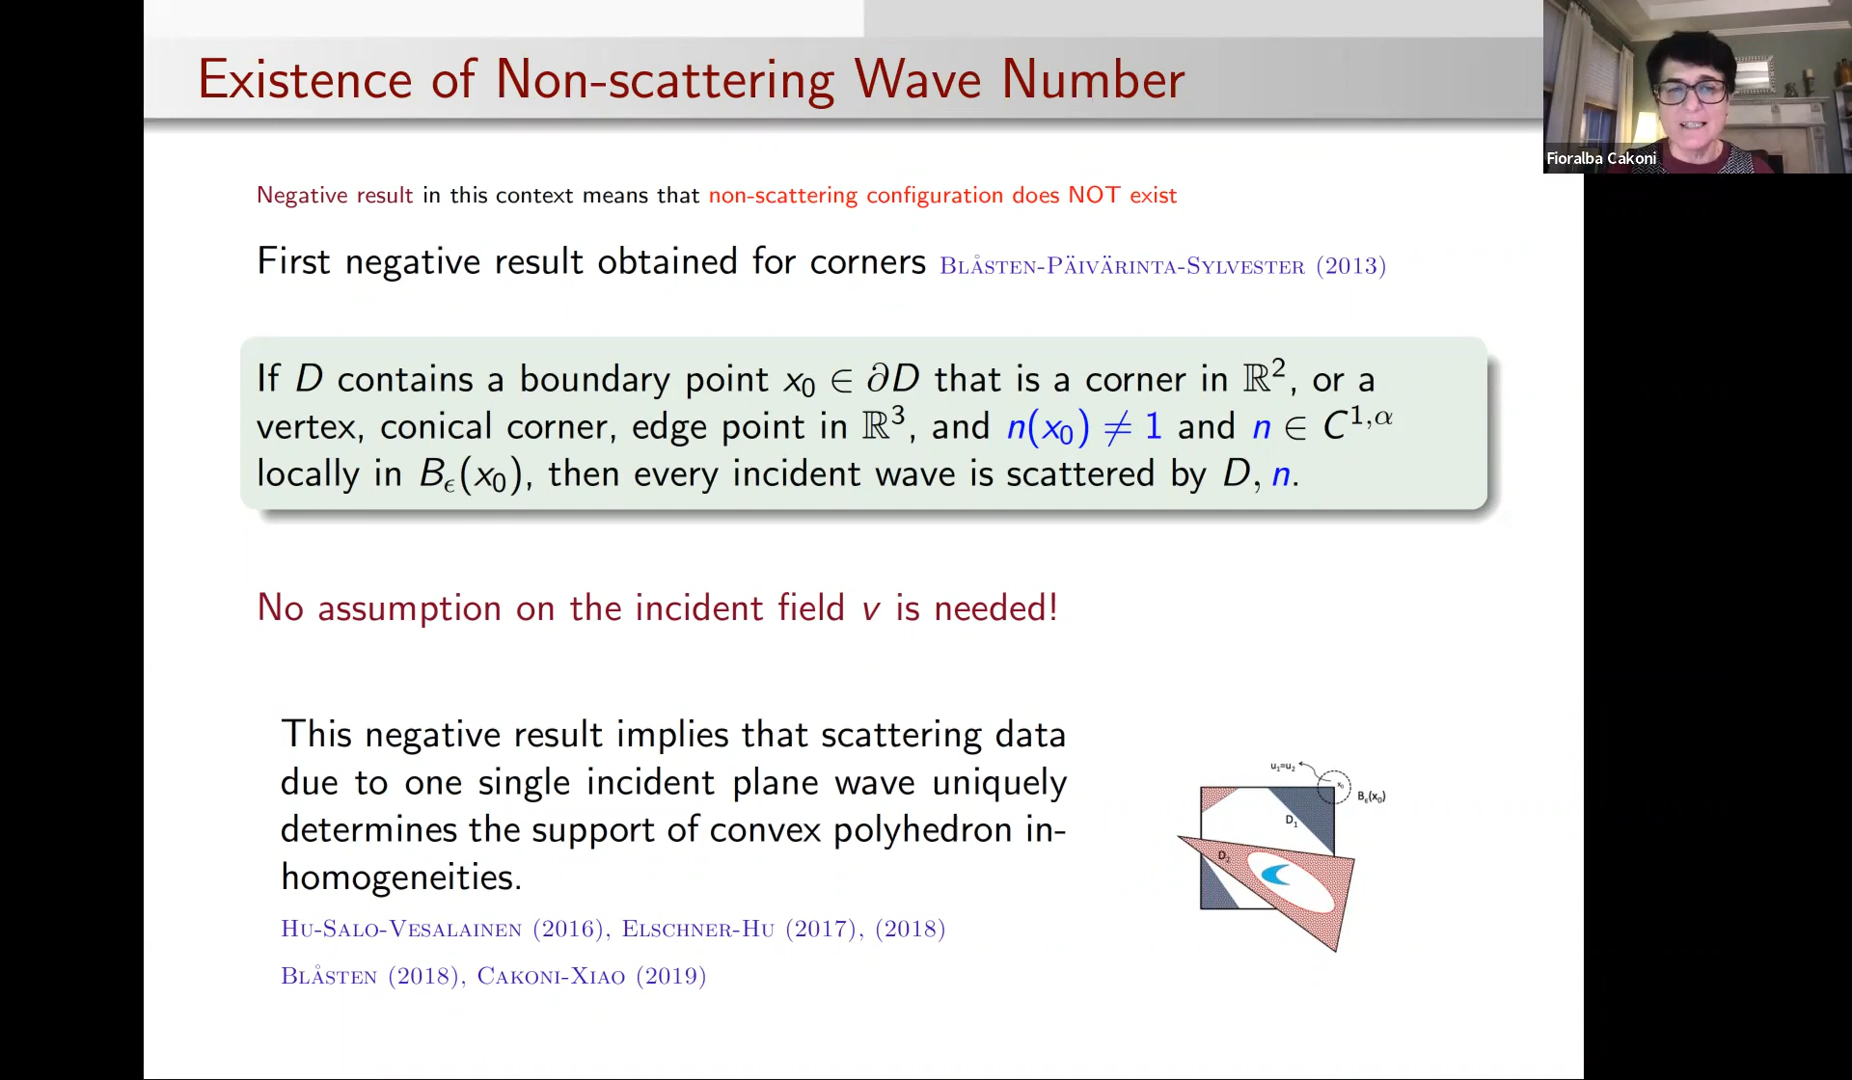 Existence of Non-scattering Wave Number
Fioralba Cakoni
Negative result in this context means that non-scattering configuration does NOT exist
First negative result obtained for corners Blåsten-Päivärinta-Sylvester (2013)
If D contains a boundary point x₀ ∈ ∂D that is a corner in ℝ², or a
vertex, conical corner, edge point in ℝ³, and n(x₀) ≠ 1 and n ∈ C^{1,α}
locally in B_ϵ(x₀), then every incident wave is scattered by D, n.
No assumption on the incident field v is needed!
This negative result implies that scattering data
due to one single incident plane wave uniquely
determines the support of convex polyhedron in-
homogeneities.
Hu-Salo-Vesalainen (2016), Elschner-Hu (2017), (2018)
Blåsten (2018), Cakoni-Xiao (2019)
u₁=u₂
x₀
B_ε(x₀)
D₁
D₂